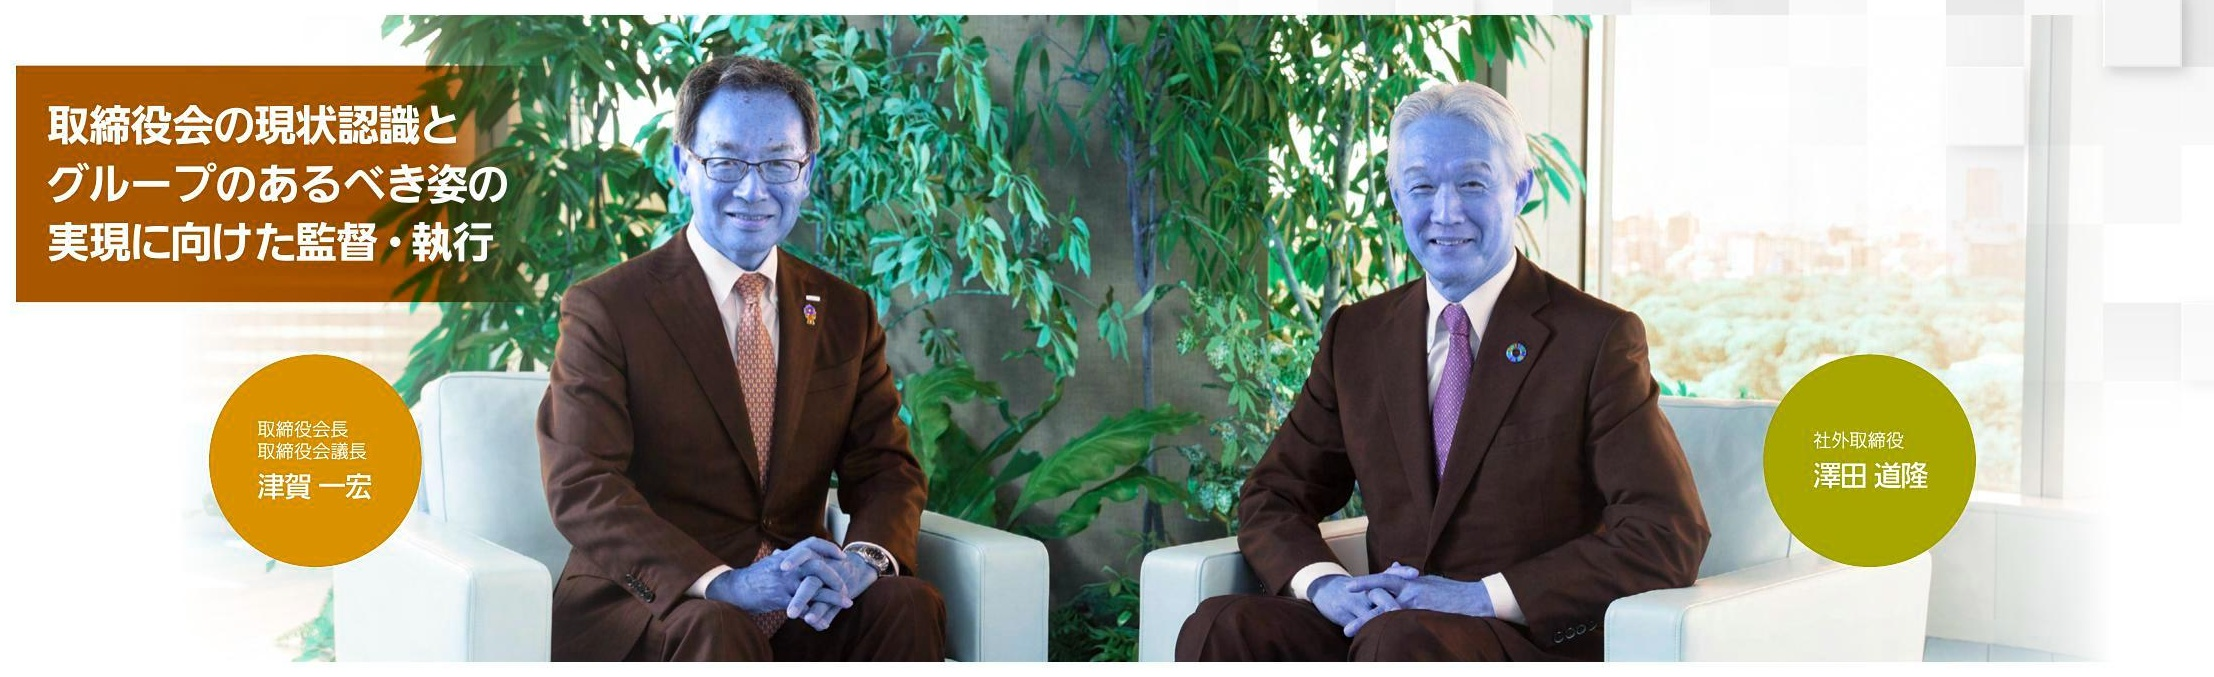 取締役会の現状認識と
グループのあるべき姿の
実現に向けた監督・執行
取締役会長
取締役会議長
津賀 一宏
社外取締役
澤田 道隆